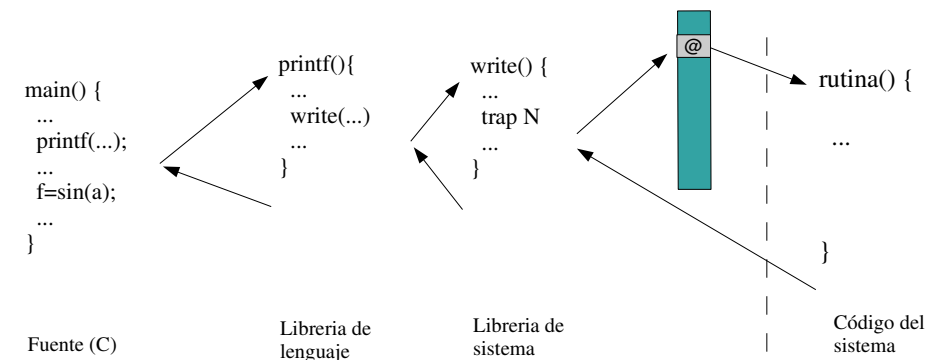 main() {
...
printf(...);
...
f=sin(a);
...
}
Fuente (C)
printf(){
...
write(...)
...
}
Libreria de
lenguaje
write() {
...
trap N
...
}
Libreria de
sistema
@
rutina() {
...
}
Código del
sistema